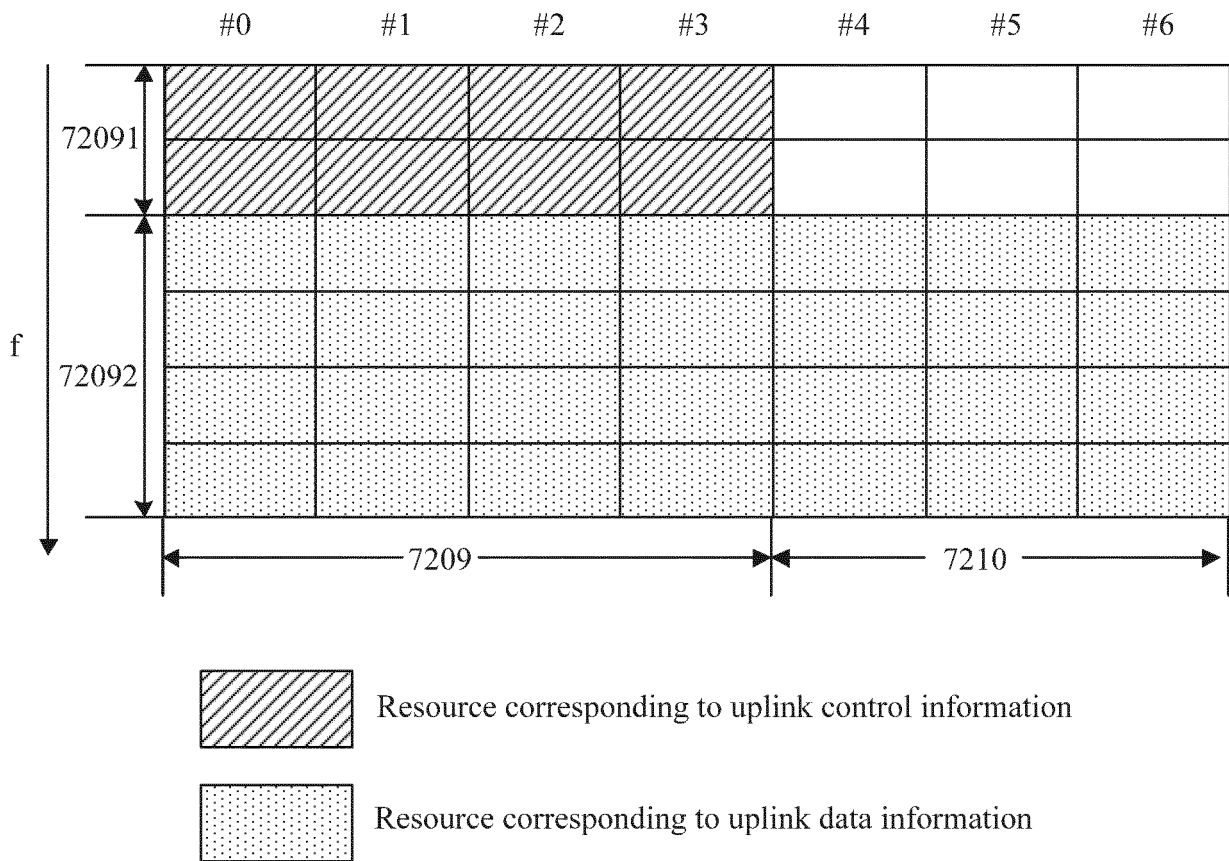 #0 #1 #2 #3 #4 #5 #6
72091
f
72092
7209 7210
Resource corresponding to uplink control information
Resource corresponding to uplink data information